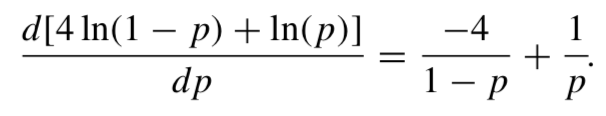 d[4 ln(1 − p) + ln(p)]
dp
=
−4
1 − p
+
1
p
.